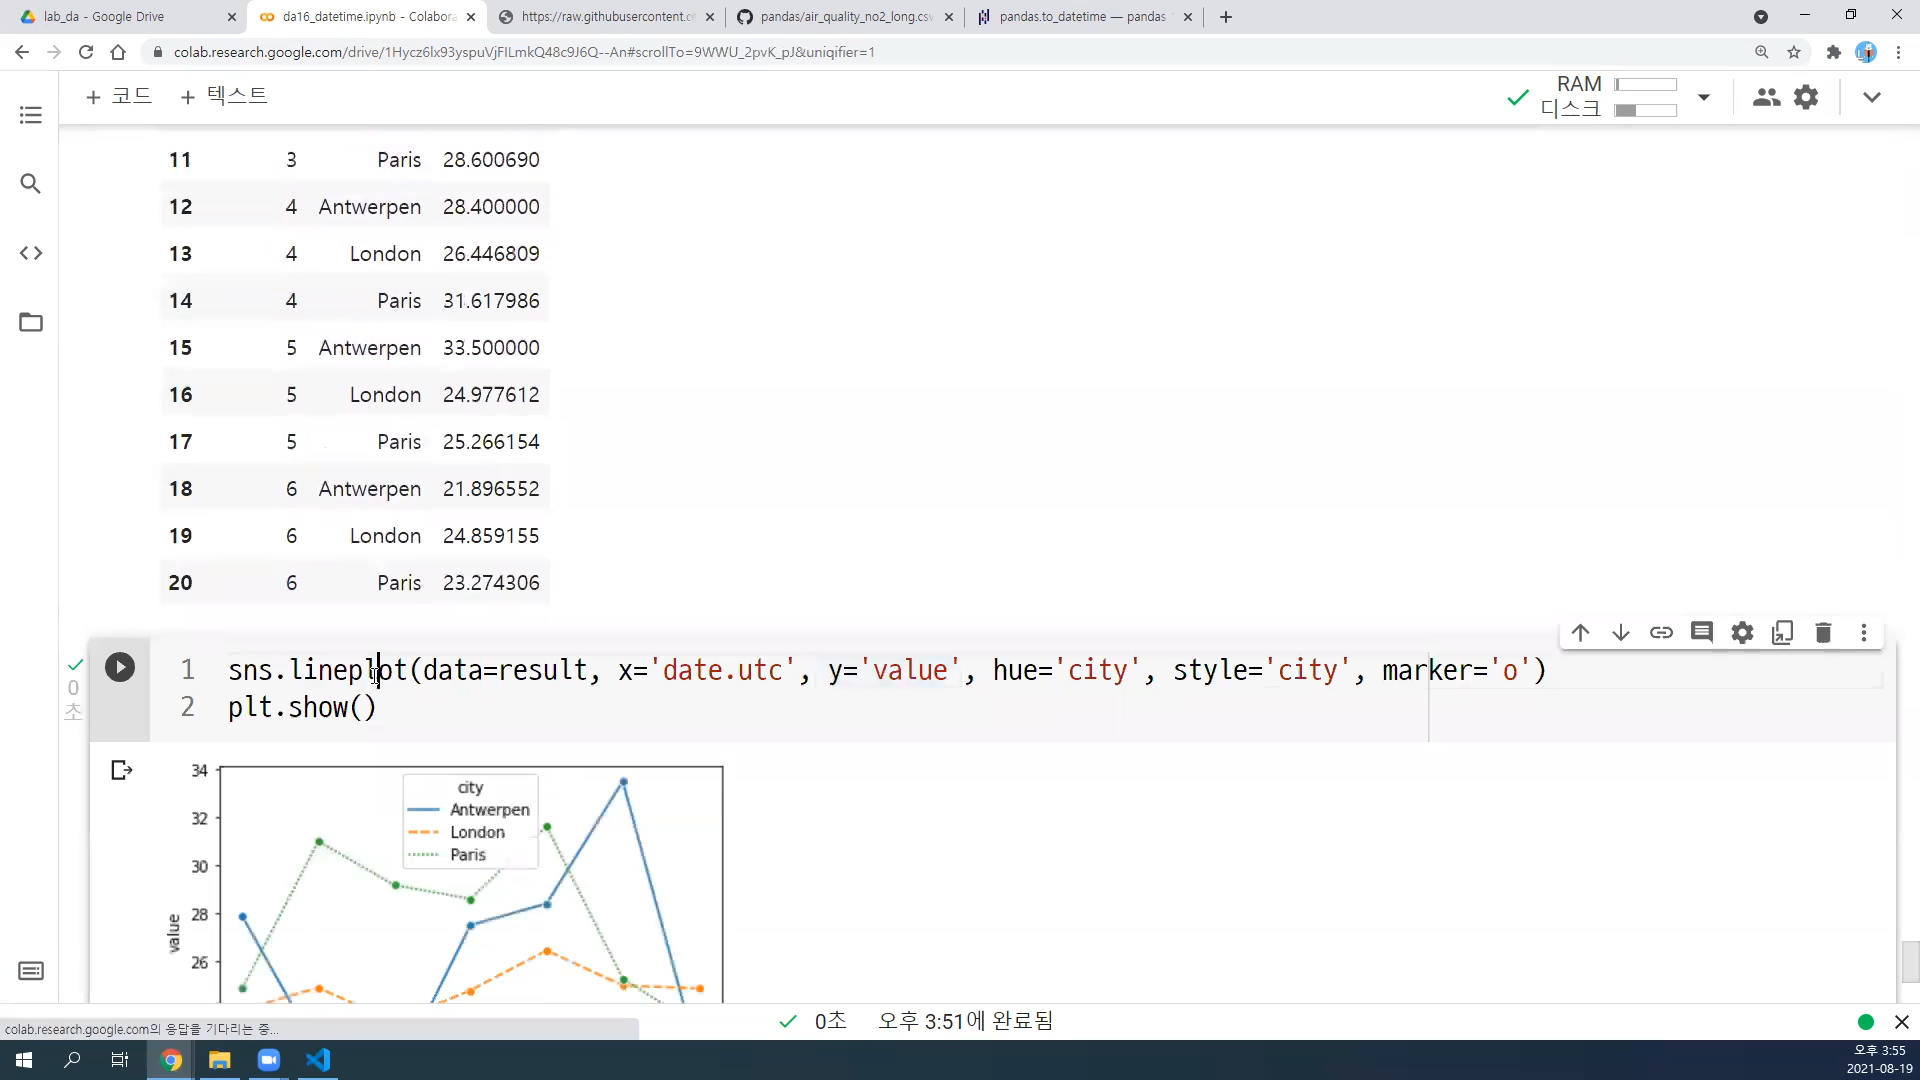 lab_da - Google Drive
da16_datetime.ipynb - Colabora
https://raw.githubusercontent.c
pandas/air_quality_no2_long.csv
pandas.to_datetime — pandas
colab.research.google.com/drive/1Hycz6lx93yspuVjFILmkQ48c9J6Q--An#scrollTo=9WWU_2pvK_pJ&uniqifier=1
+ 코드 + 텍스트
RAM
디스크
11 3 Paris 28.600690
12 4 Antwerpen 28.400000
13 4 London 26.446809
14 4 Paris 31.617986
15 5 Antwerpen 33.500000
16 5 London 24.977612
17 5 Paris 25.266154
18 6 Antwerpen 21.896552
19 6 London 24.859155
20 6 Paris 23.274306
0
초
1 sns.lineplot(data=result, x='date.utc', y='value', hue='city', style='city', marker='o')
2 plt.show()
34
32
30
28
26
value
city
Antwerpen
London
Paris
colab.research.google.com의 응답을 기다리는 중...
0초 오후 3:51에 완료됨
오후 3:55
2021-08-19